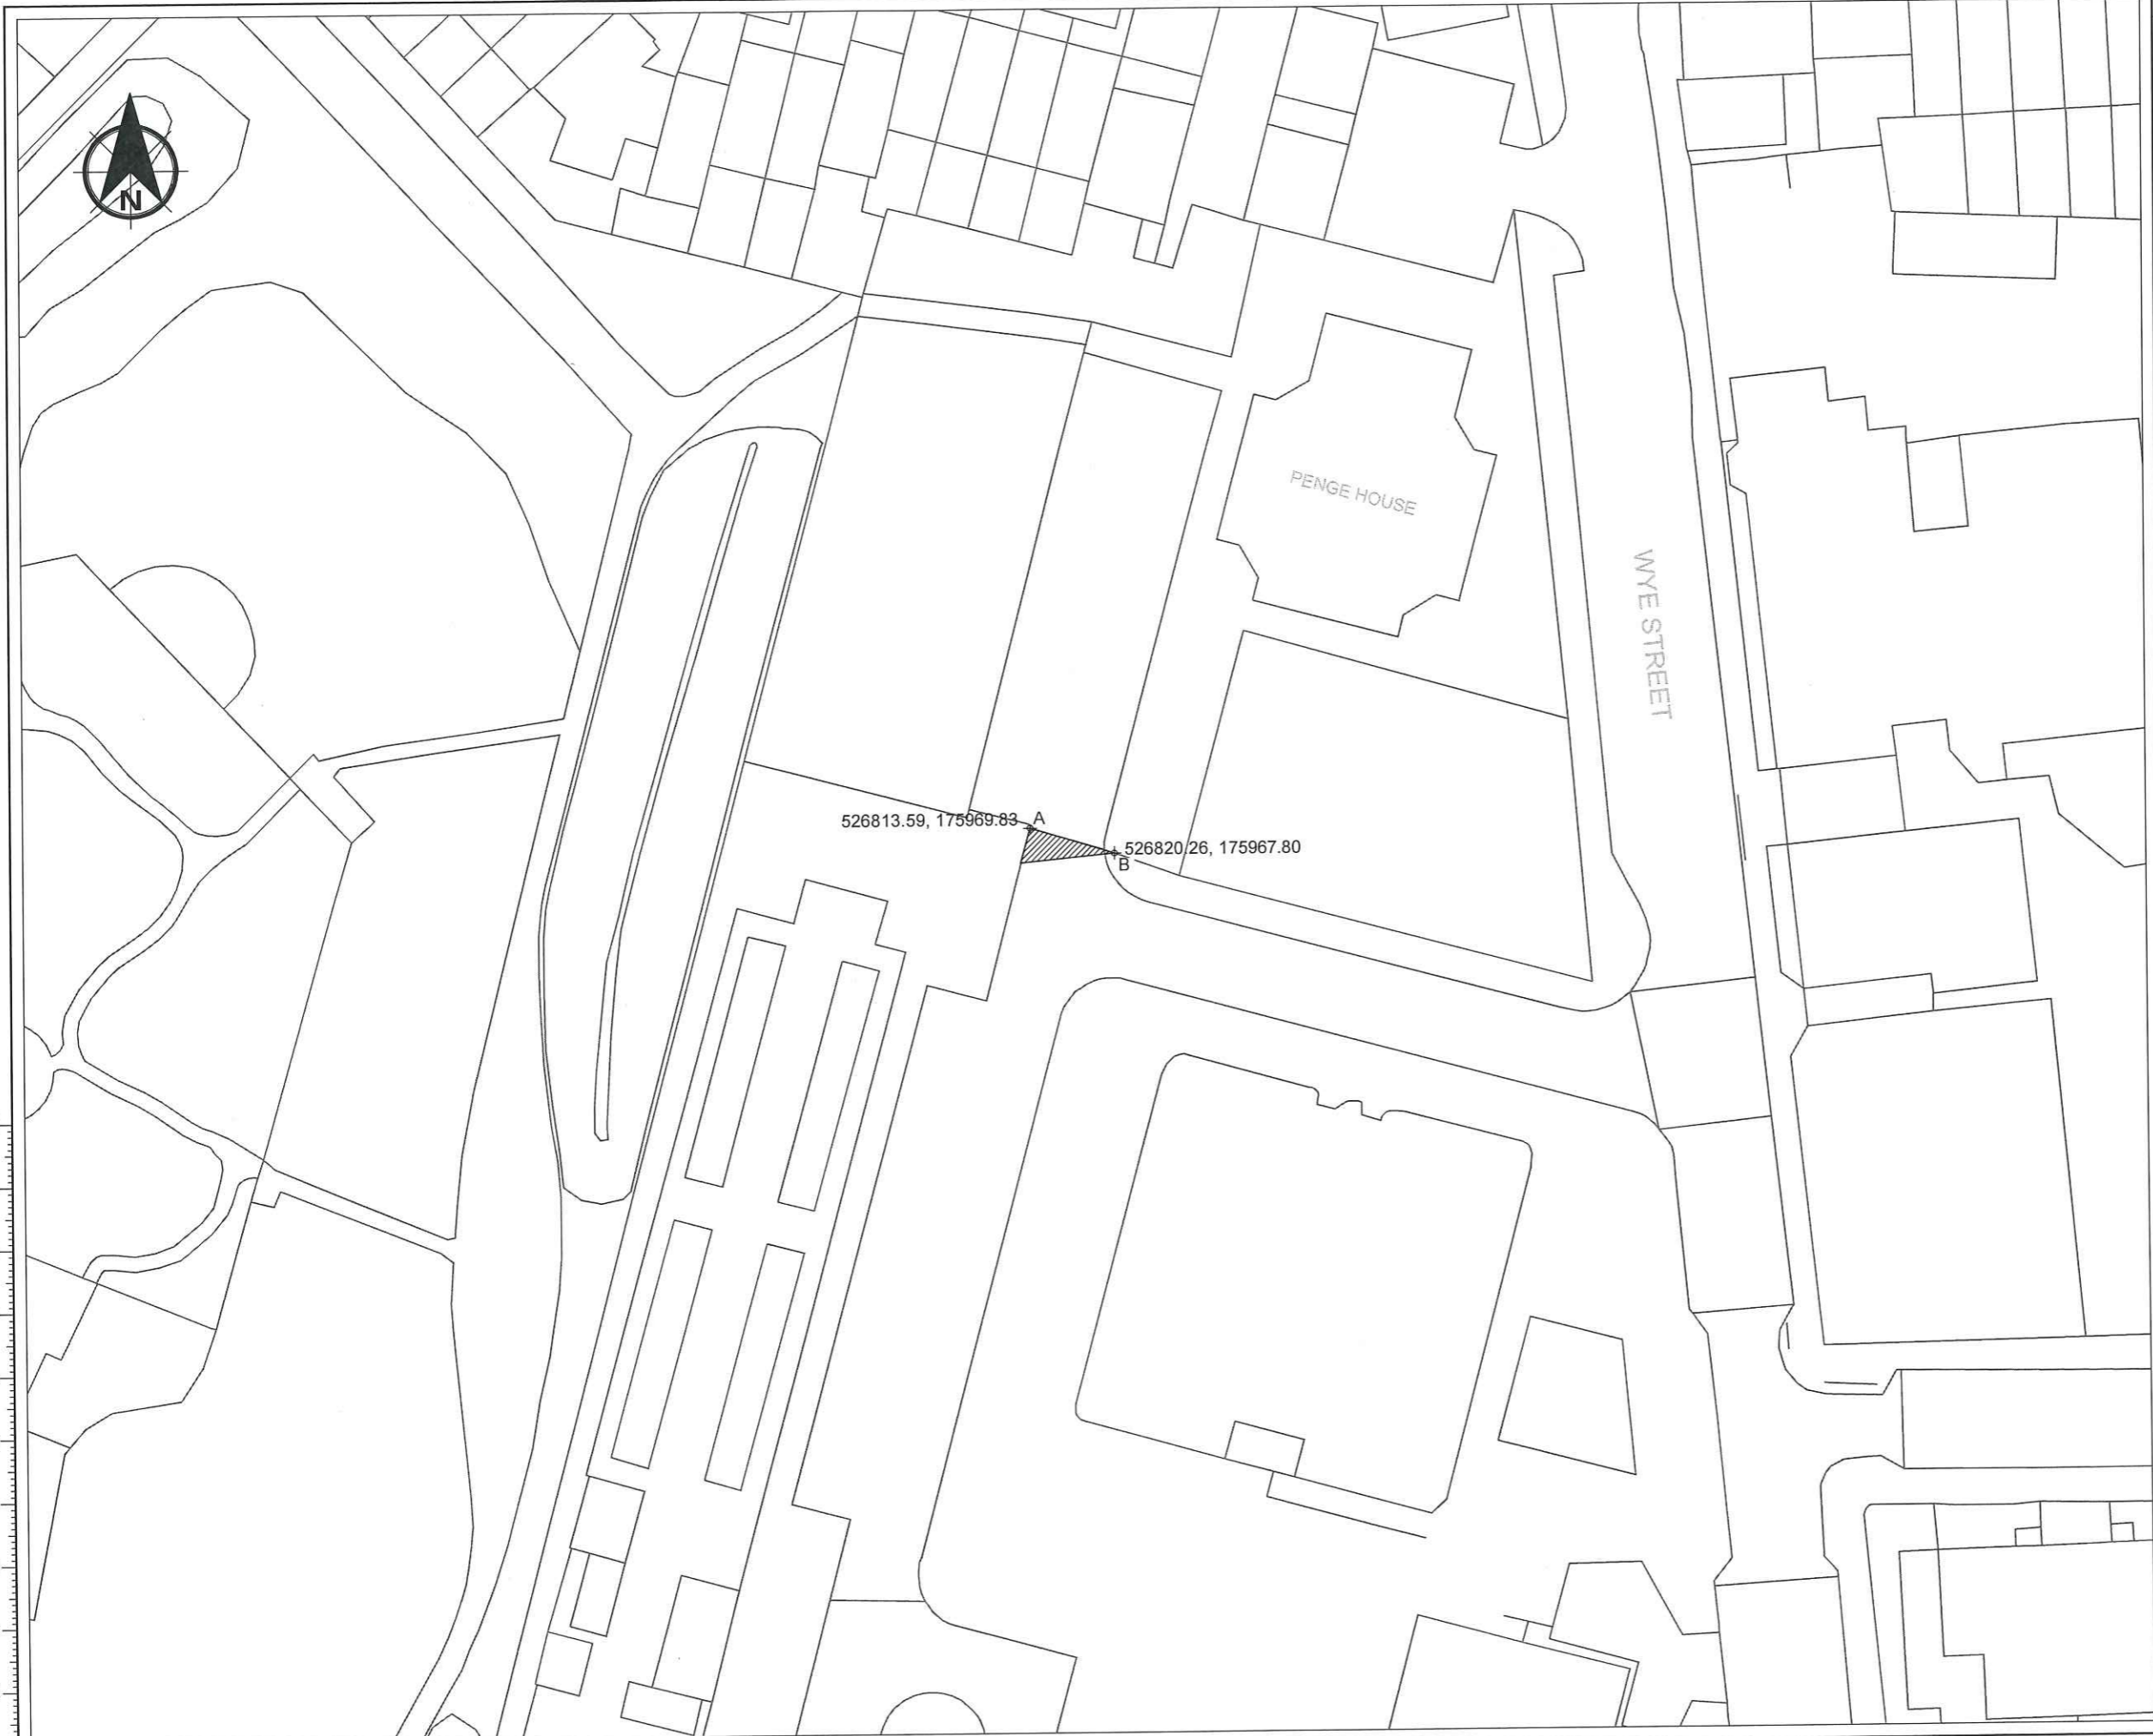 N
PENGE HOUSE
WYE STREET
526813.59, 175969.83
A
526820.26, 175967.80
B